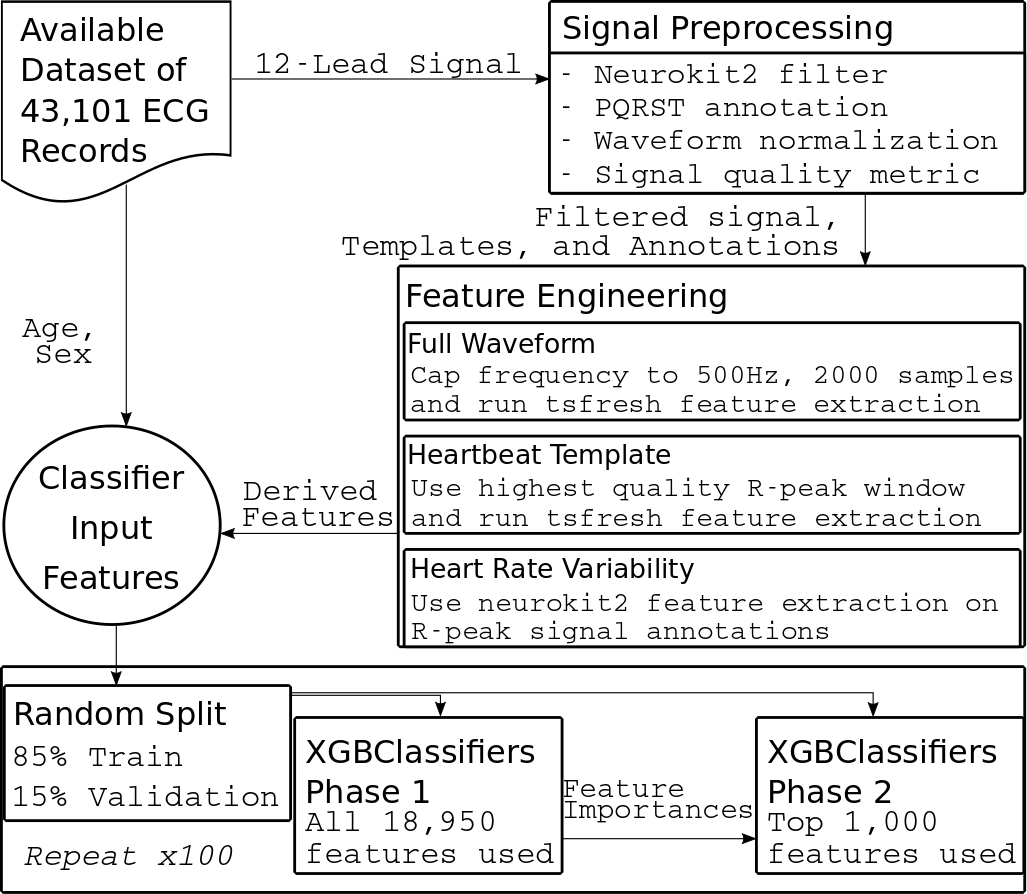 Available
Dataset of
43,101 ECG
Records
12-Lead Signal
Signal Preprocessing
- Neurokit2 filter
- PQRST annotation
- Waveform normalization
- Signal quality metric
Filtered signal,
Templates, and Annotations
Age,
Sex
Feature Engineering
Full Waveform
Cap frequency to 500Hz, 2000 samples
and run tsfresh feature extraction
Heartbeat Template
Use highest quality R-peak window
and run tsfresh feature extraction
Heart Rate Variability
Use neurokit2 feature extraction on
R-peak signal annotations
Derived
Features
Classifier
Input
Features
Random Split
85% Train
15% Validation
Repeat x100
XGBClassifiers
Phase 1
All 18,950
features used
Feature
Importances
XGBClassifiers
Phase 2
Top 1,000
features used